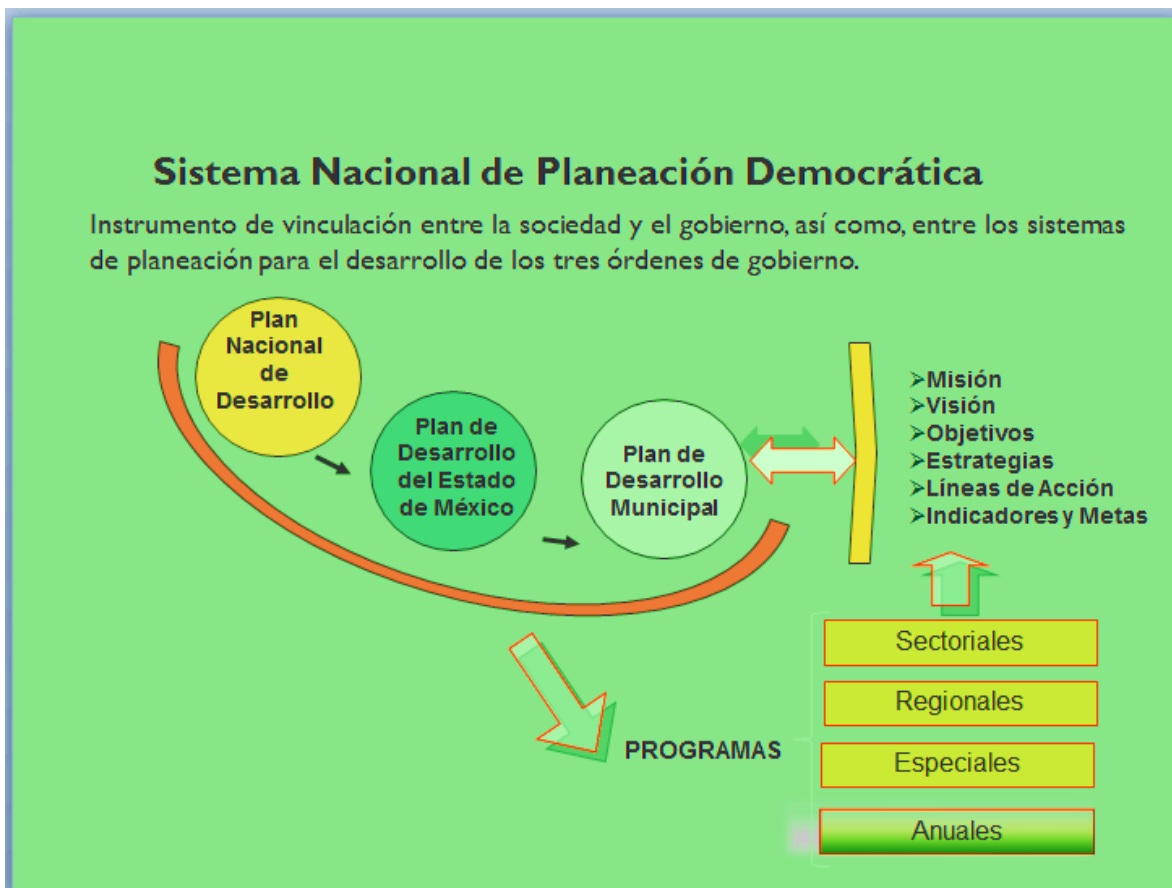 Sistema Nacional de Planeación Democrática
Instrumento de vinculación entre la sociedad y el gobierno, así como, entre los sistemas
de planeación para el desarrollo de los tres órdenes de gobierno.
Plan
Nacional
de
Desarrollo
Plan de
Desarrollo
del Estado
de México
Plan de
Desarrollo
Municipal
➢Misión
➢Visión
➢Objetivos
➢Estrategias
➢Líneas de Acción
➢Indicadores y Metas
PROGRAMAS
Sectoriales
Regionales
Especiales
Anuales